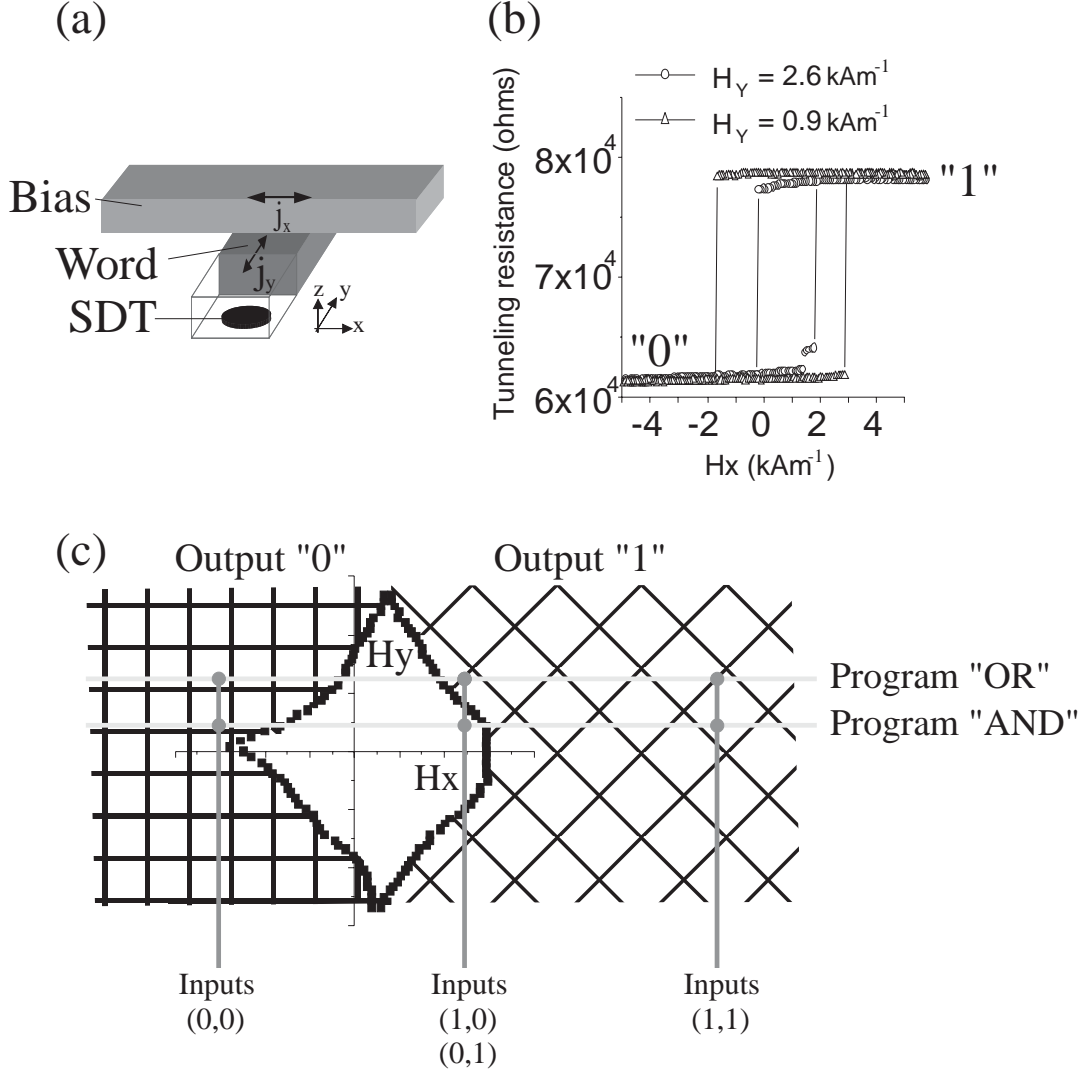 (a)
Bias
jx
Word
jy
SDT
z
y
x
(b)
HY = 2.6 kAm-1
HY = 0.9 kAm-1
Tunneling resistance (ohms)
8x10^4
7x10^4
6x10^4
"1"
"0"
-4 -2 0 2 4
Hx (kAm-1)
(c)
Output "0" Output "1"
Hy
Hx
Program "OR"
Program "AND"
Inputs Inputs Inputs
(0,0) (1,0) (1,1)
(0,1)